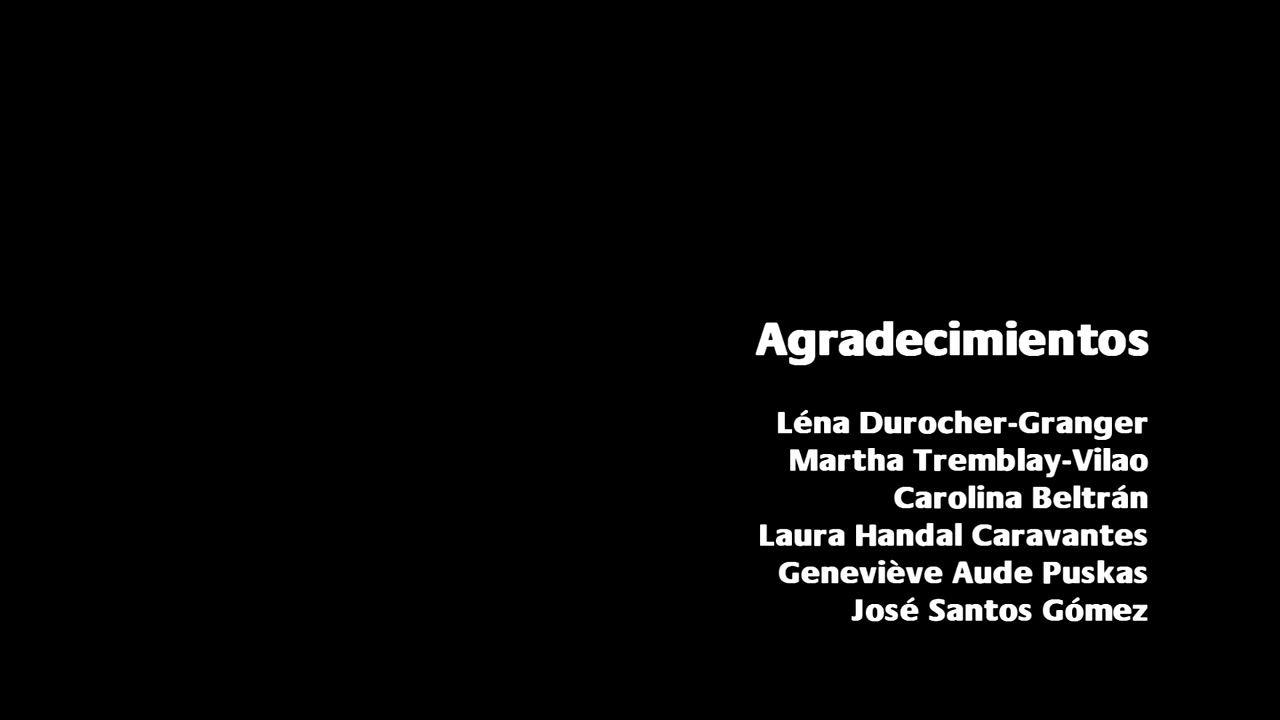 Agradecimientos
Léna Durocher-Granger
Martha Tremblay-Vilao
Carolina Beltrán
Laura Handal Caravantes
Geneviève Aude Puskas
José Santos Gómez